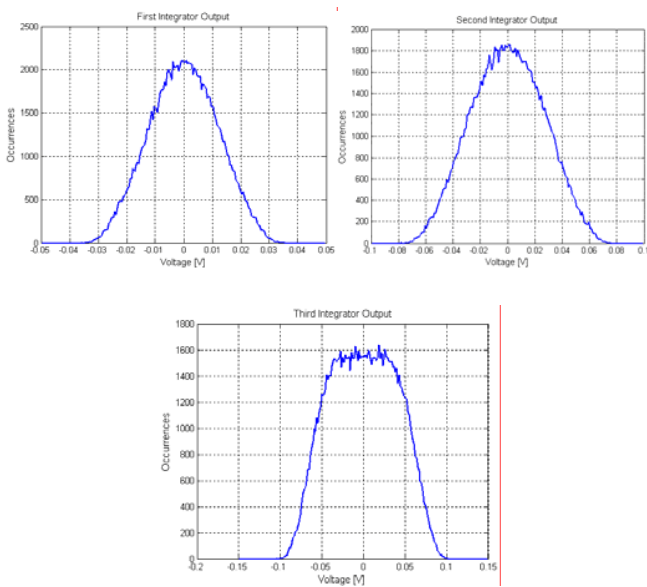 First Integrator Output
2500
2000
1500
1000
500
0
Occurrences
-0.05 -0.04 -0.03 -0.02 -0.01 0 0.01 0.02 0.03 0.04 0.05
Voltage [V]
Second Integrator Output
2000
1800
1600
1400
1200
1000
800
600
400
200
0
Occurrences
-0.1 -0.08 -0.06 -0.04 -0.02 0 0.02 0.04 0.06 0.08 0.1
Voltage [V]
Third Integrator Output
1800
1600
1400
1200
1000
800
600
400
200
0
Occurrences
-0.2 -0.15 -0.1 -0.05 0 0.05 0.1 0.15
Voltage [V]